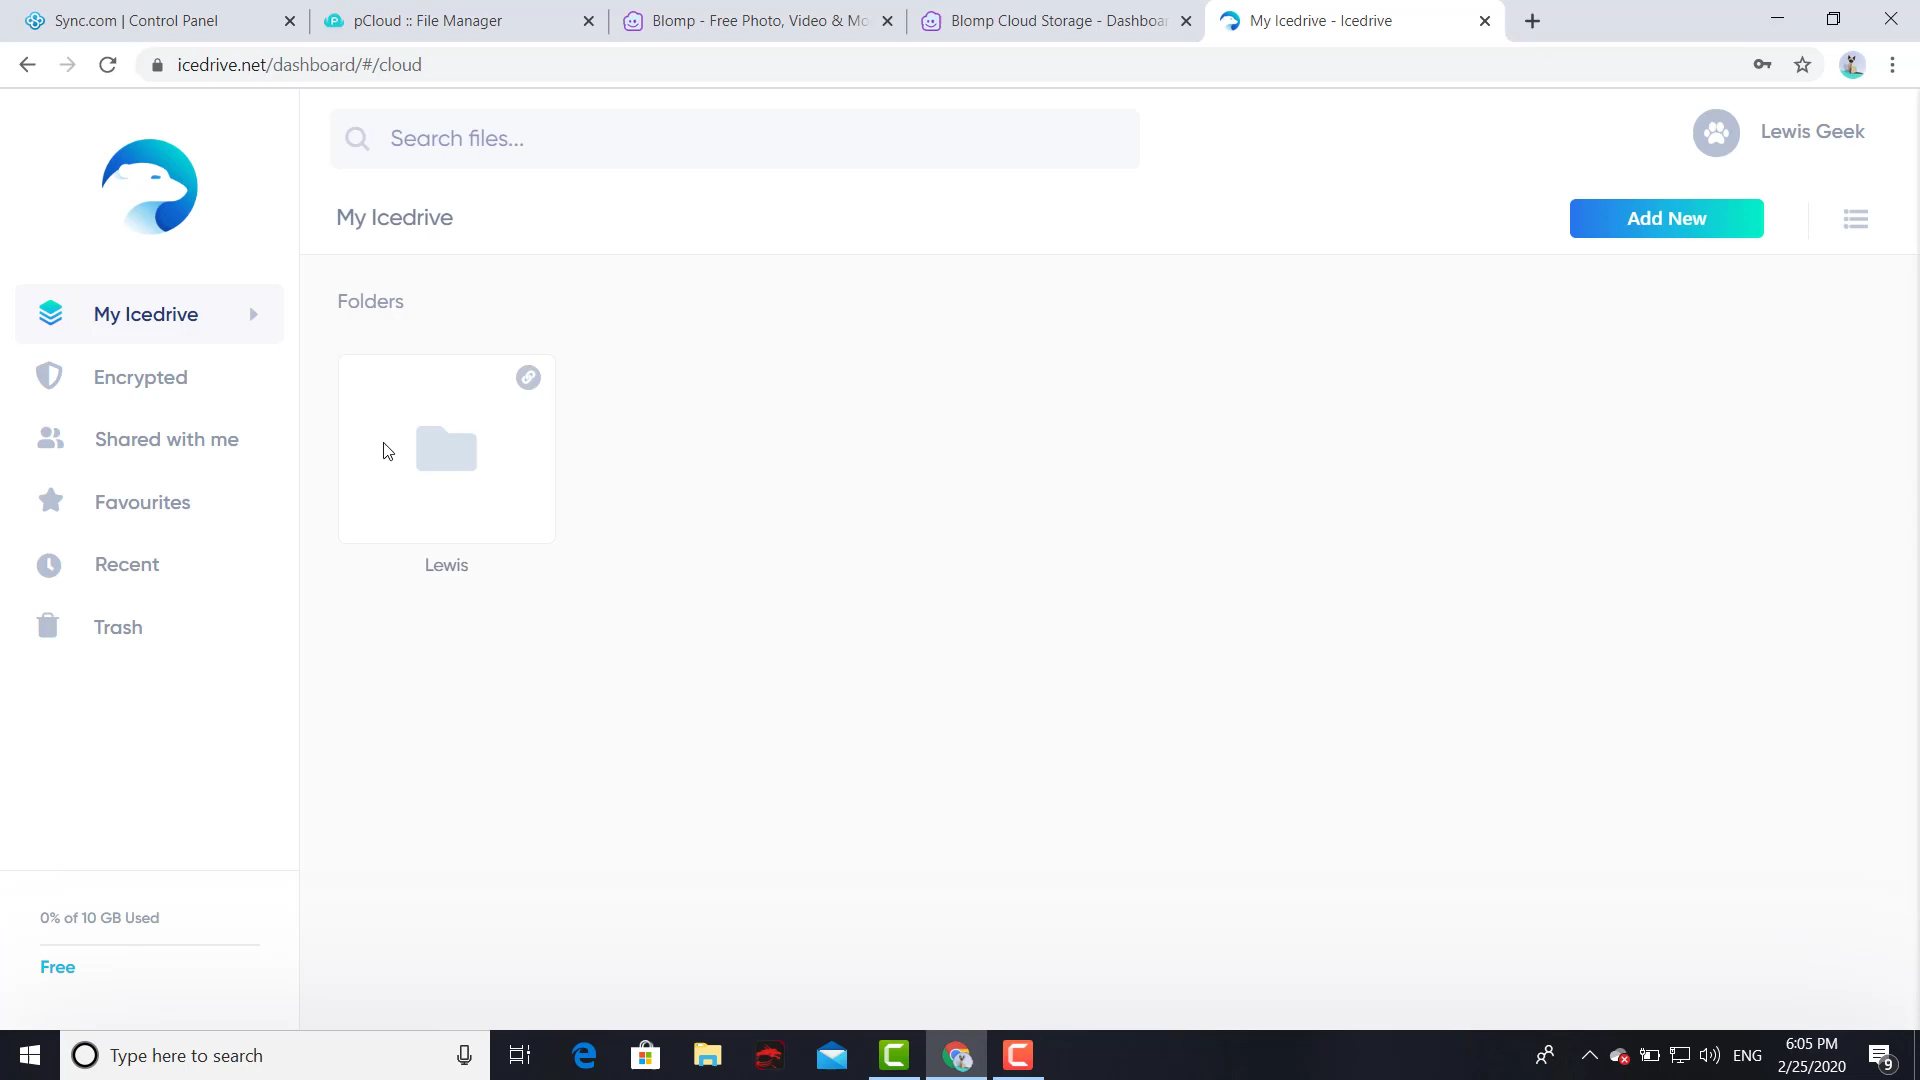 Sync.com | Control Panel
pCloud :: File Manager
Blomp - Free Photo, Video & Mo
Blomp Cloud Storage - Dashboar
My Icedrive - Icedrive
icedrive.net/dashboard/#/cloud
Search files...
Lewis Geek
My Icedrive
Add New
My Icedrive
Encrypted
Shared with me
Favourites
Recent
Trash
Folders
Lewis
0% of 10 GB Used
Free
Type here to search
ENG
6:05 PM
2/25/2020
9